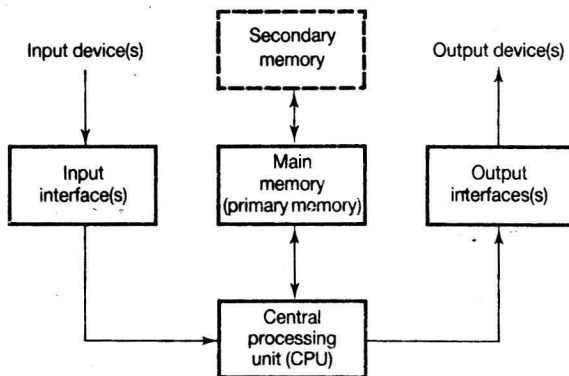 Input device(s)
Secondary
memory
Output device(s)
Input
interface(s)
Main
memory
(primary memory)
Output
interfaces(s)
Central
processing
unit (CPU)